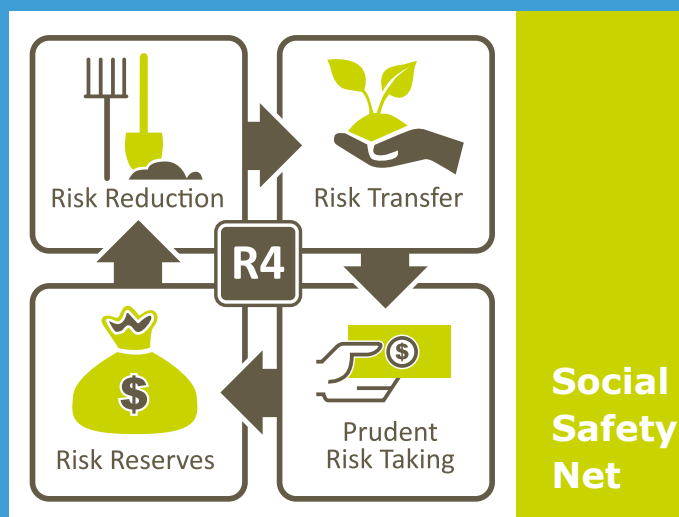 Risk Reduction
Risk Transfer
R4
$
Risk Reserves
$
Prudent
Risk Taking
Social
Safety
Net